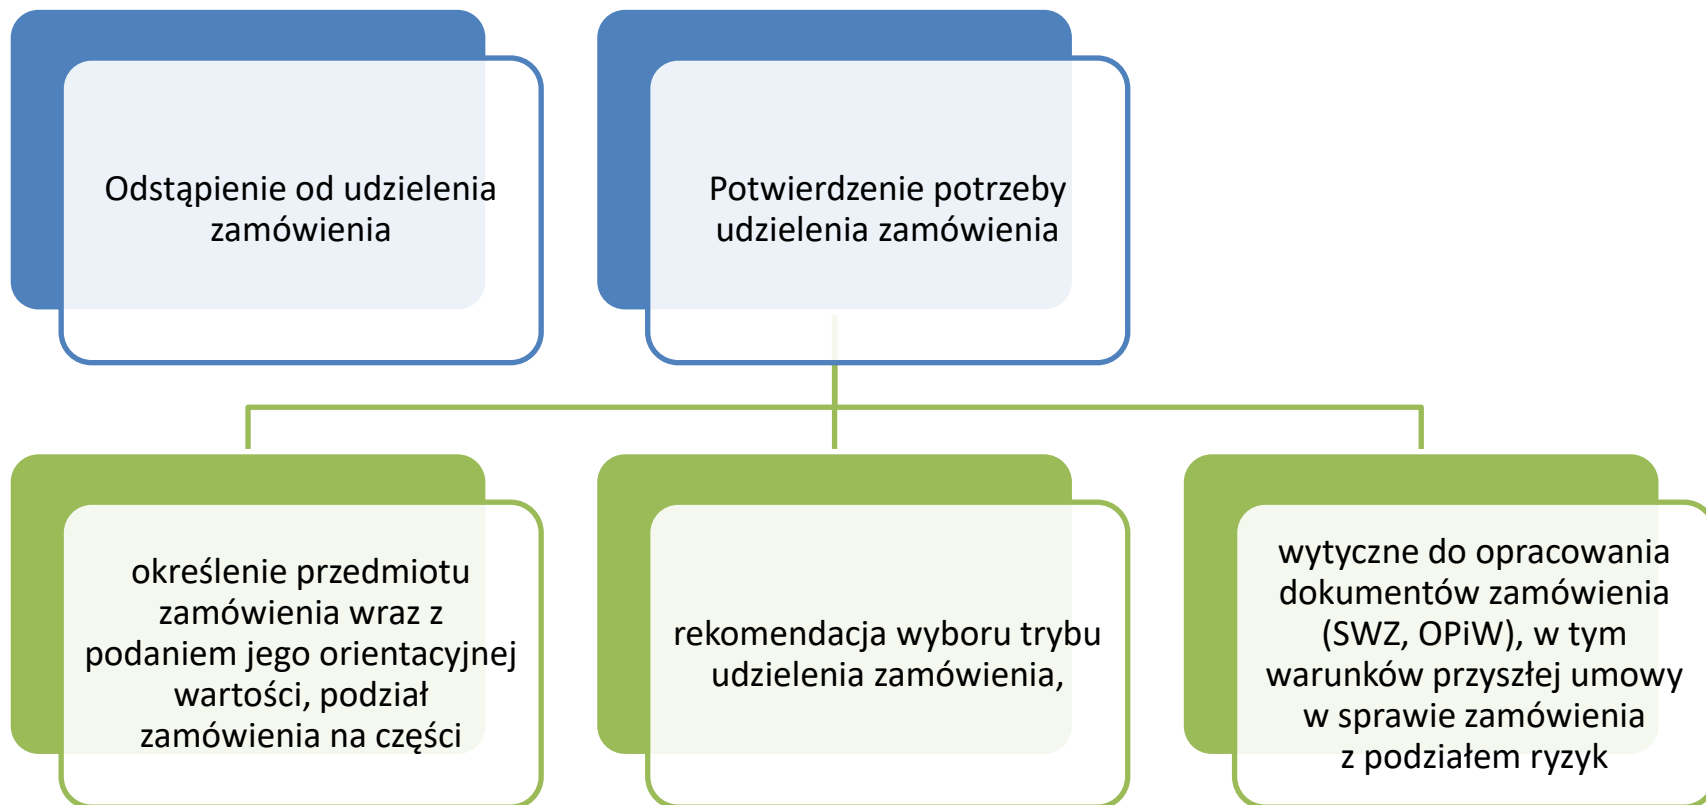 Odstąpienie od udzielenia
zamówienia
Potwierdzenie potrzeby
udzielenia zamówienia
określenie przedmiotu
zamówienia wraz z
podaniem jego orientacyjnej
wartości, podział
zamówienia na części
rekomendacja wyboru trybu
udzielenia zamówienia,
wytyczne do opracowania
dokumentów zamówienia
(SWZ, OPiW), w tym
warunków przyszłej umowy
w sprawie zamówienia
z podziałem ryzyk